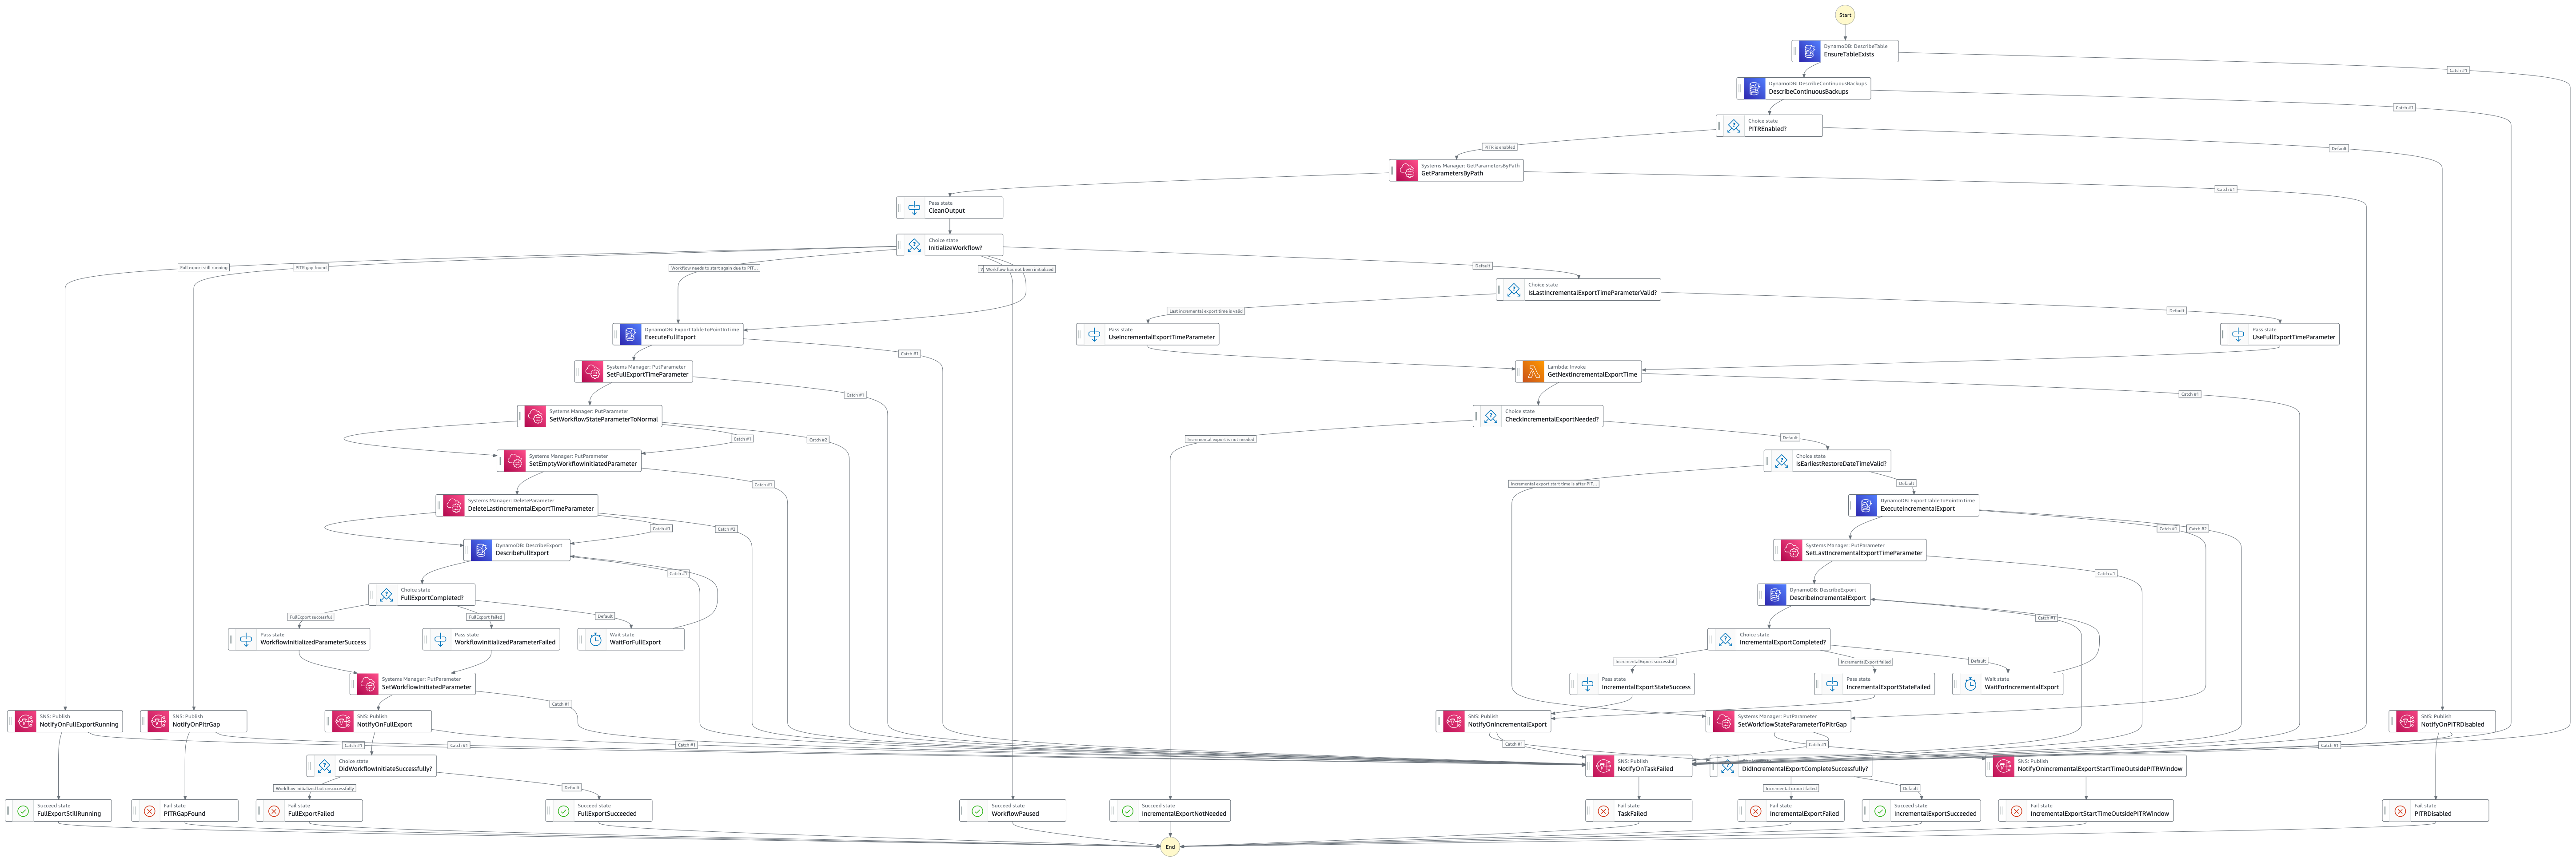 Start
DynamoDB: DescribeTable
EnsureTableExists
Catch #1
DynamoDB: DescribeContinuousBackups
DescribeContinuousBackups
Catch #1
Choice state
PITREnabled?
PITR is enabled
Default
Systems Manager: GetParametersByPath
GetParametersByPath
Catch #1
Pass state
CleanOutput
Choice state
InitializeWorkflow?
Full export still running
PITR gap found
Workflow needs to start again due to PIT...
Workflow has not been initialized
Default
Choice state
IsLastIncrementalExportTimeParameterValid?
Last incremental export time is valid
Default
DynamoDB: ExportTableToPointInTime
ExecuteFullExport
Catch #1
Pass state
UseIncrementalExportTimeParameter
Pass state
UseFullExportTimeParameter
Systems Manager: PutParameter
SetFullExportTimeParameter
Catch #1
Lambda: Invoke
GetNextIncrementalExportTime
Catch #1
Systems Manager: PutParameter
SetWorkflowStateParameterToNormal
Catch #1
Catch #2
Choice state
CheckIncrementalExportNeeded?
Incremental export is not needed
Default
Systems Manager: PutParameter
SetEmptyWorkflowInitiatedParameter
Catch #1
Choice state
IsEarliestRestoreDateTimeValid?
Incremental export start time is after PIT...
Default
Systems Manager: DeleteParameter
DeleteLastIncrementalExportTimeParameter
Catch #1
Catch #2
DynamoDB: ExportTableToPointInTime
ExecuteIncrementalExport
Catch #1
Catch #2
DynamoDB: DescribeExport
DescribeFullExport
Catch #1
Systems Manager: PutParameter
SetLastIncrementalExportTimeParameter
Catch #1
Choice state
FullExportCompleted?
FullExport successful
FullExport failed
Default
DynamoDB: DescribeExport
DescribeIncrementalExport
Catch #1
Pass state
WorkflowInitializedParameterSuccess
Pass state
WorkflowInitializedParameterFailed
Wait state
WaitForFullExport
Choice state
IncrementalExportCompleted?
IncrementalExport successful
IncrementalExport failed
Default
Systems Manager: PutParameter
SetWorkflowInitiatedParameter
Catch #1
Pass state
IncrementalExportStateSuccess
Pass state
IncrementalExportStateFailed
Wait state
WaitForIncrementalExport
SNS: Publish
NotifyOnFullExportRunning
Catch #1
SNS: Publish
NotifyOnPitrGap
Catch #1
SNS: Publish
NotifyOnFullExport
Catch #1
SNS: Publish
NotifyOnIncrementalExport
Catch #1
Systems Manager: PutParameter
SetWorkflowStateParameterToPitrGap
Catch #1
SNS: Publish
NotifyOnPITRDisabled
Catch #1
Choice state
DidWorkflowInitiateSuccessfully?
Workflow initialized but unsuccessfully
Default
SNS: Publish
NotifyOnTaskFailed
DidIncrementalExportCompleteSuccessfully?
Incremental export failed
Default
SNS: Publish
NotifyOnIncrementalExportStartTimeOutsidePITRWindow
Succeed state
FullExportStillRunning
Fail state
PITRGapFound
Fail state
FullExportFailed
Succeed state
FullExportSucceeded
Succeed state
WorkflowPaused
Succeed state
IncrementalExportNotNeeded
Fail state
TaskFailed
Fail state
IncrementalExportFailed
Succeed state
IncrementalExportSucceeded
Fail state
IncrementalExportStartTimeOutsidePITRWindow
Fail state
PITRDisabled
End